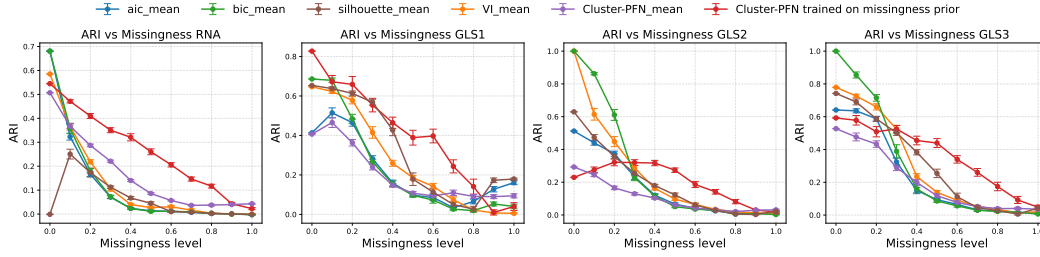 aic_mean bic_mean silhouette_mean VI_mean Cluster-PFN_mean Cluster-PFN trained on missingness prior
ARI vs Missingness RNA
ARI
0.7
0.6
0.5
0.4
0.3
0.2
0.1
0.0
0.0 0.2 0.4 0.6 0.8 1.0
Missingness level
ARI vs Missingness GLS1
ARI
0.8
0.6
0.4
0.2
0.0
0.0 0.2 0.4 0.6 0.8 1.0
Missingness level
ARI vs Missingness GLS2
ARI
1.0
0.8
0.6
0.4
0.2
0.0
0.0 0.2 0.4 0.6 0.8 1.0
Missingness level
ARI vs Missingness GLS3
ARI
1.0
0.8
0.6
0.4
0.2
0.0
0.0 0.2 0.4 0.6 0.8 1.0
Missingness level